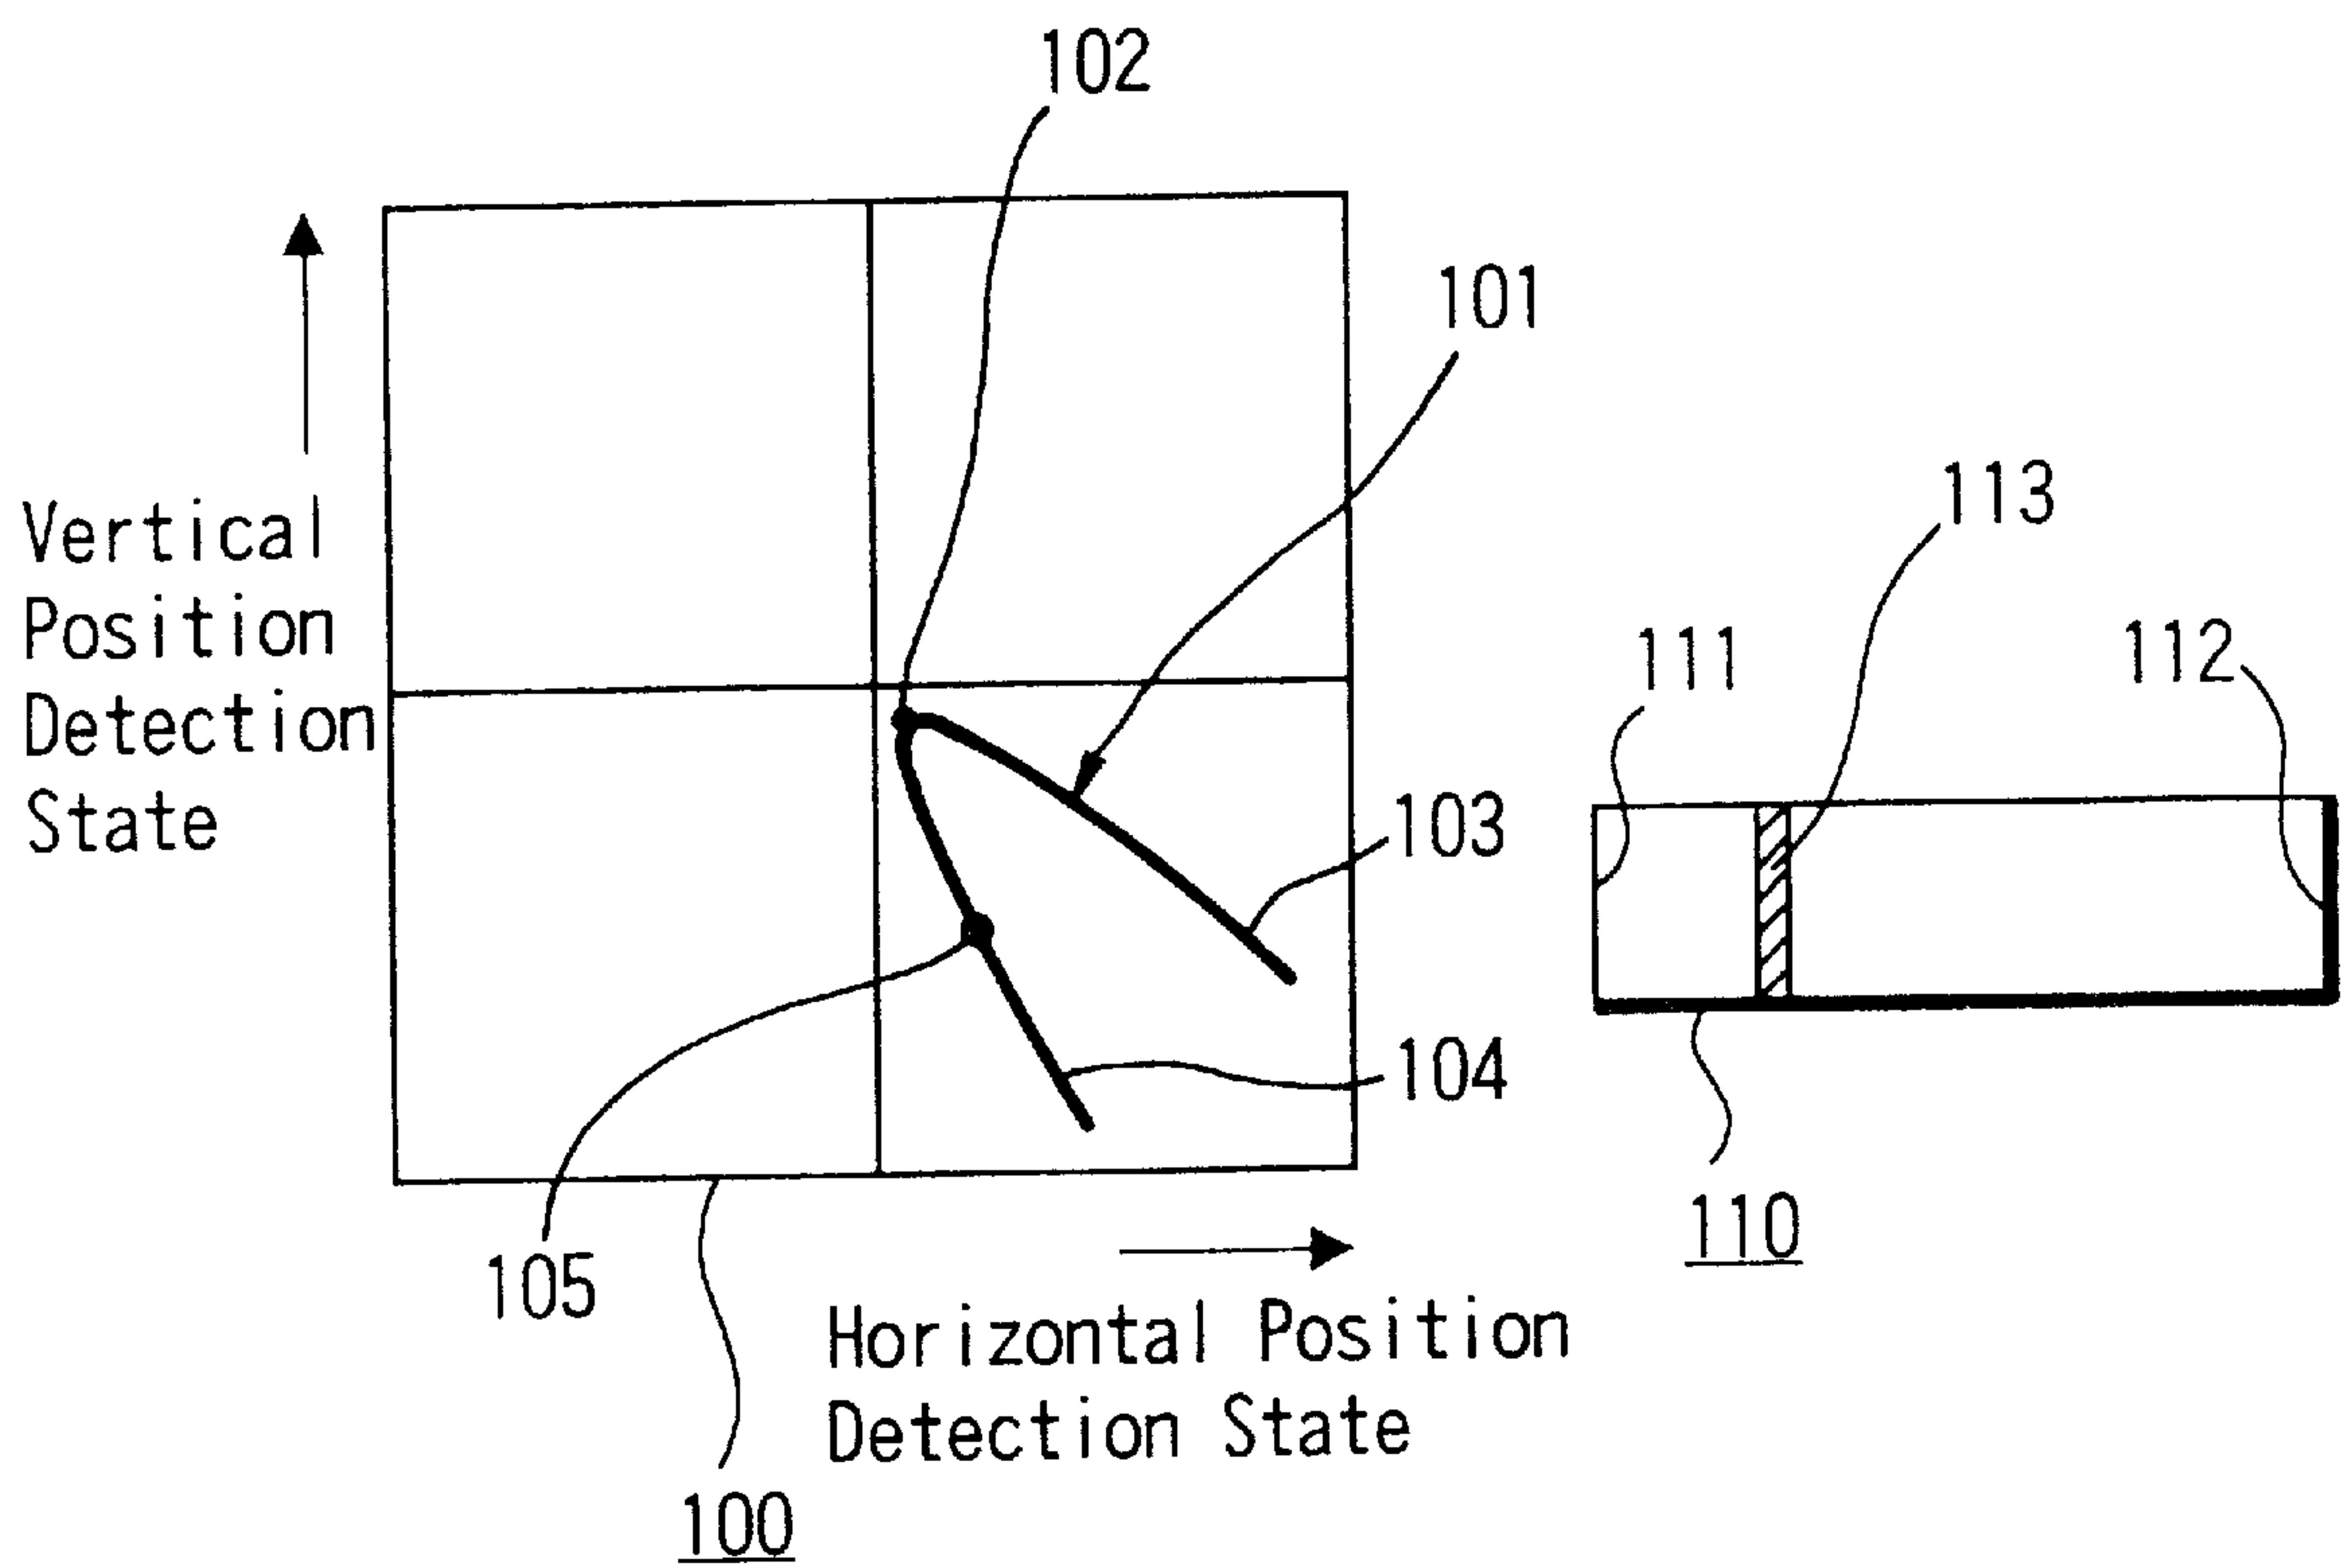 102
101
113
Vertical
Position
Detection
State
111
112
103
104
105
110
Horizontal Position
Detection State
100